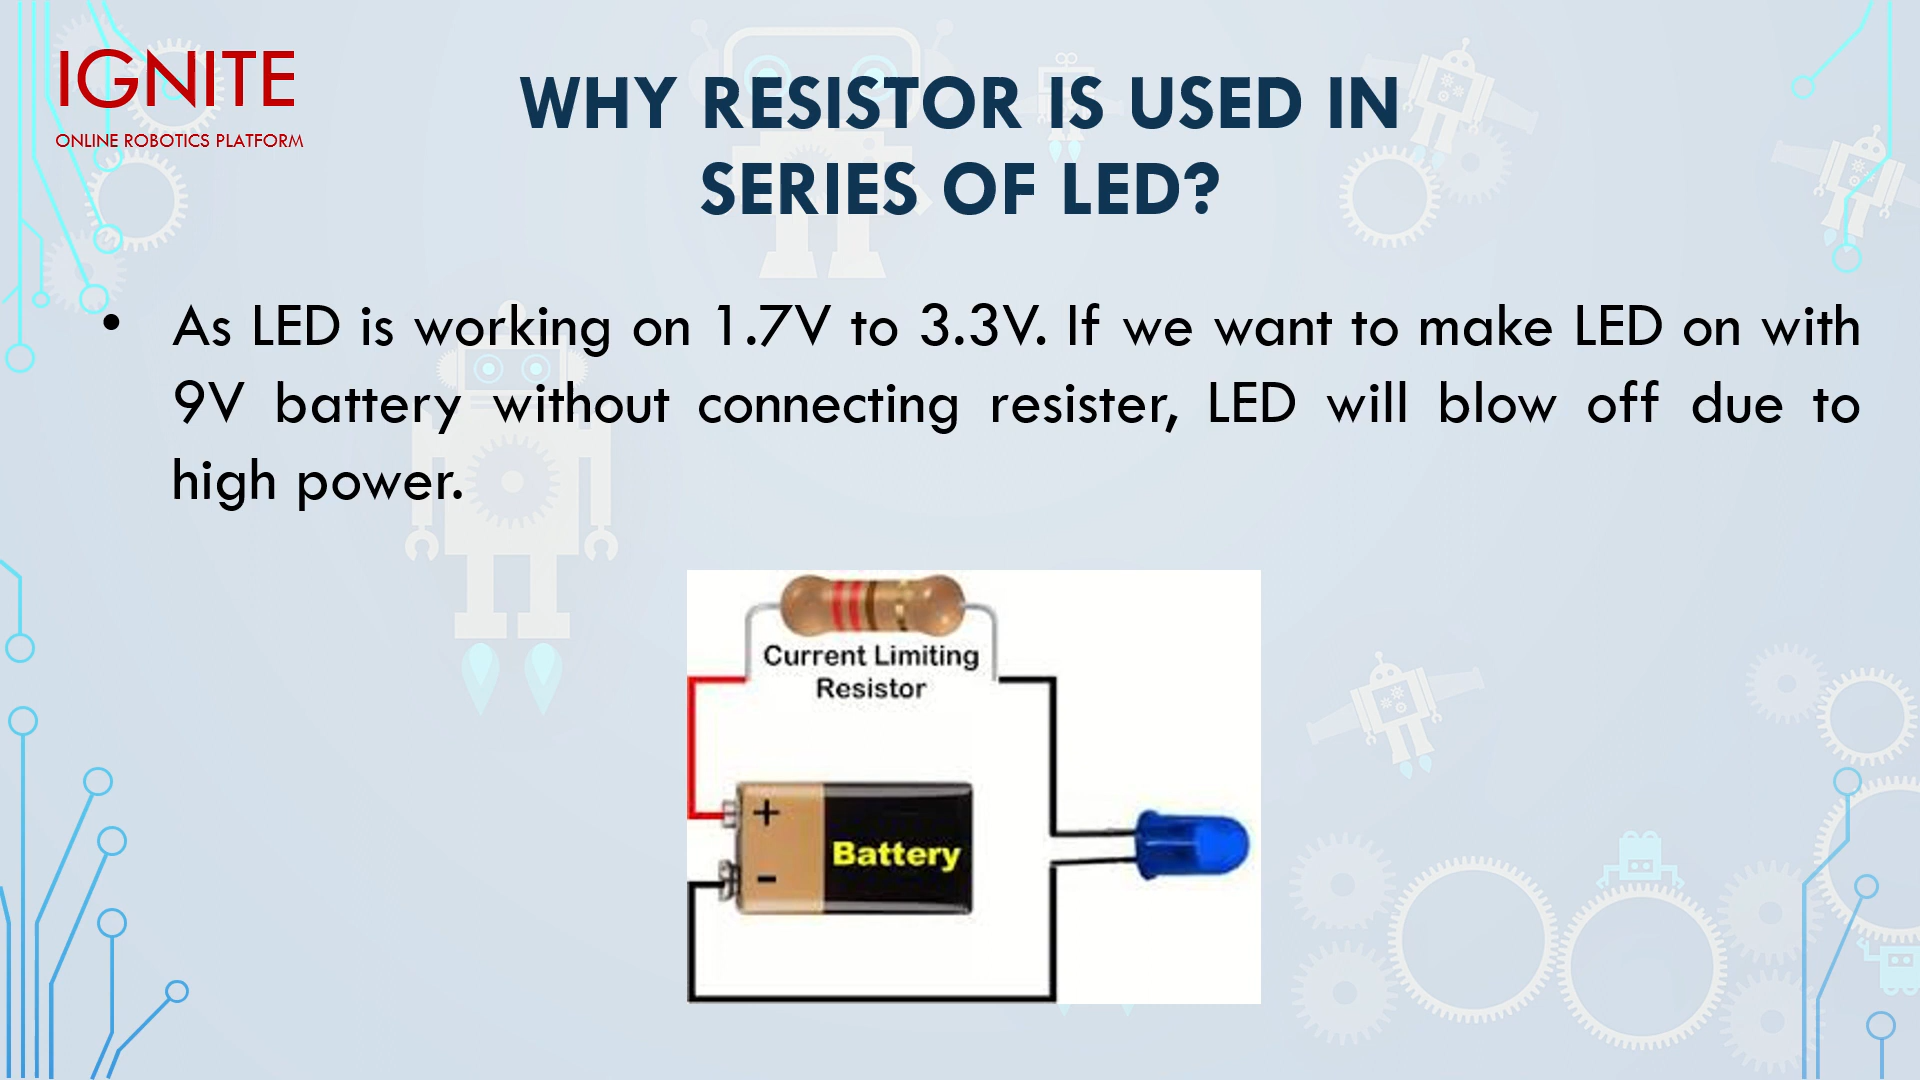 IGNITE
ONLINE ROBOTICS PLATFORM
WHY RESISTOR IS USED IN
SERIES OF LED?
• As LED is working on 1.7V to 3.3V. If we want to make LED on with
9V battery without connecting resister, LED will blow off due to
high power.
Current Limiting
Resistor
+
Battery
-